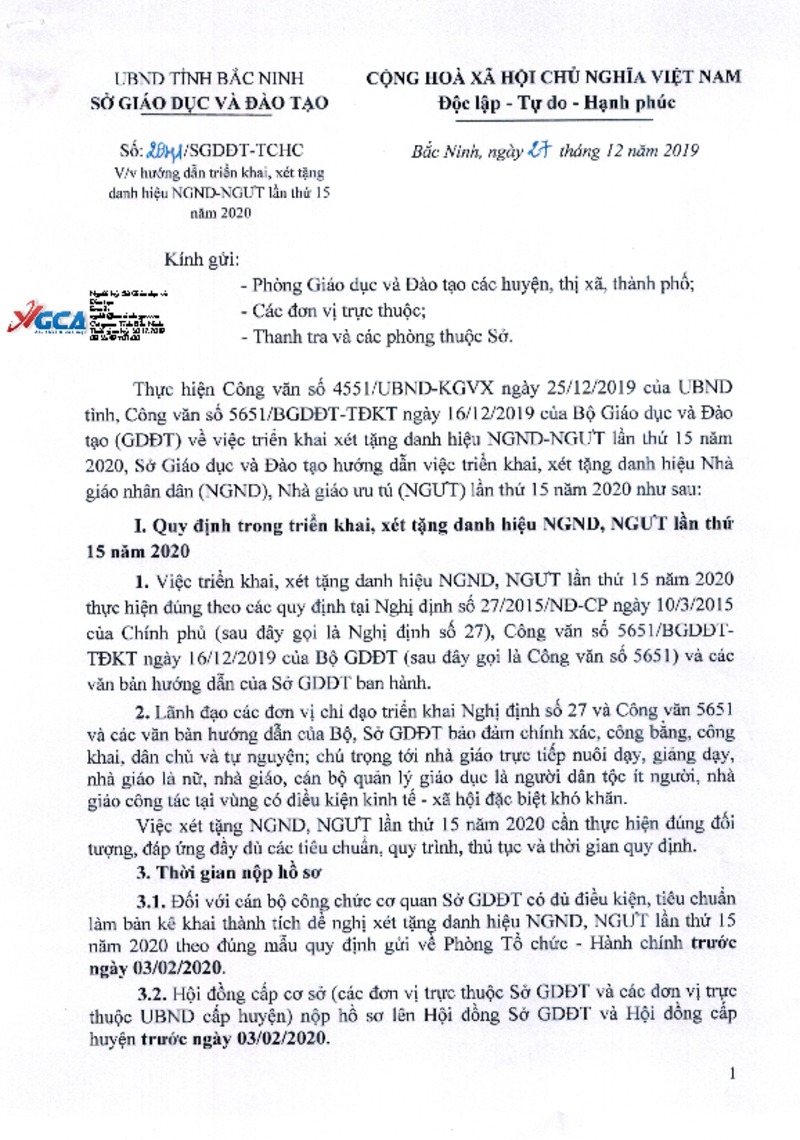 UBND TỈNH BẮC NINH
SỞ GIÁO DỤC VÀ ĐÀO TẠO
CỘNG HOÀ XÃ HỘI CHỦ NGHĨA VIỆT NAM
Độc lập - Tự do - Hạnh phúc
Số: /SGDĐT-TCHC
V/v hướng dẫn triển khai, xét tặng
danh hiệu NGND-NGƯT lần thứ 15
năm 2020
Bắc Ninh, ngày 27 tháng 12 năm 2019
Kính gửi:
- Phòng Giáo dục và Đào tạo các huyện, thị xã, thành phố;
- Các đơn vị trực thuộc;
- Thanh tra và các phòng thuộc Sở.
VGCA
Người ký: Sở Giáo dục và
Đào tạo
Thực hiện Công văn số 4551/UBND-KGVX ngày 25/12/2019 của UBND
tỉnh, Công văn số 5651/BGDĐT-TĐKT ngày 16/12/2019 của Bộ Giáo dục và Đào
tạo (GDĐT) về việc triển khai xét tặng danh hiệu NGND-NGƯT lần thứ 15 năm
2020, Sở Giáo dục và Đào tạo hướng dẫn việc triển khai, xét tặng danh hiệu Nhà
giáo nhân dân (NGND), Nhà giáo ưu tú (NGƯT) lần thứ 15 năm 2020 như sau:
I. Quy định trong triển khai, xét tặng danh hiệu NGND, NGƯT lần thứ
15 năm 2020
1. Việc triển khai, xét tặng danh hiệu NGND, NGƯT lần thứ 15 năm 2020
thực hiện đúng theo các quy định tại Nghị định số 27/2015/NĐ-CP ngày 10/3/2015
của Chính phủ (sau đây gọi là Nghị định số 27), Công văn số 5651/BGDĐT-
TĐKT ngày 16/12/2019 của Bộ GDĐT (sau đây gọi là Công văn số 5651) và các
văn bản hướng dẫn của Sở GDĐT ban hành.
2. Lãnh đạo các đơn vị chỉ đạo triển khai Nghị định số 27 và Công văn 5651
và các văn bản hướng dẫn của Bộ, Sở GDĐT bảo đảm chính xác, công bằng, công
khai, dân chủ và tự nguyện; chú trọng tới nhà giáo trực tiếp nuôi dạy, giảng dạy,
nhà giáo là nữ, nhà giáo, cán bộ quản lý giáo dục là người dân tộc ít người, nhà
giáo công tác tại vùng có điều kiện kinh tế - xã hội đặc biệt khó khăn.
Việc xét tặng NGND, NGƯT lần thứ 15 năm 2020 cần thực hiện đúng đối
tượng, đáp ứng đầy đủ các tiêu chuẩn, quy trình, thủ tục và thời gian quy định.
3. Thời gian nộp hồ sơ
3.1. Đối với cán bộ công chức cơ quan Sở GDĐT có đủ điều kiện, tiêu chuẩn
làm bản kê khai thành tích đề nghị xét tặng danh hiệu NGND, NGƯT lần thứ 15
năm 2020 theo đúng mẫu quy định gửi về Phòng Tổ chức - Hành chính trước
ngày 03/02/2020.
3.2. Hội đồng cấp cơ sở (các đơn vị trực thuộc Sở GDĐT và các đơn vị trực
thuộc UBND cấp huyện) nộp hồ sơ lên Hội đồng Sở GDĐT và Hội đồng cấp
huyện trước ngày 03/02/2020.
1